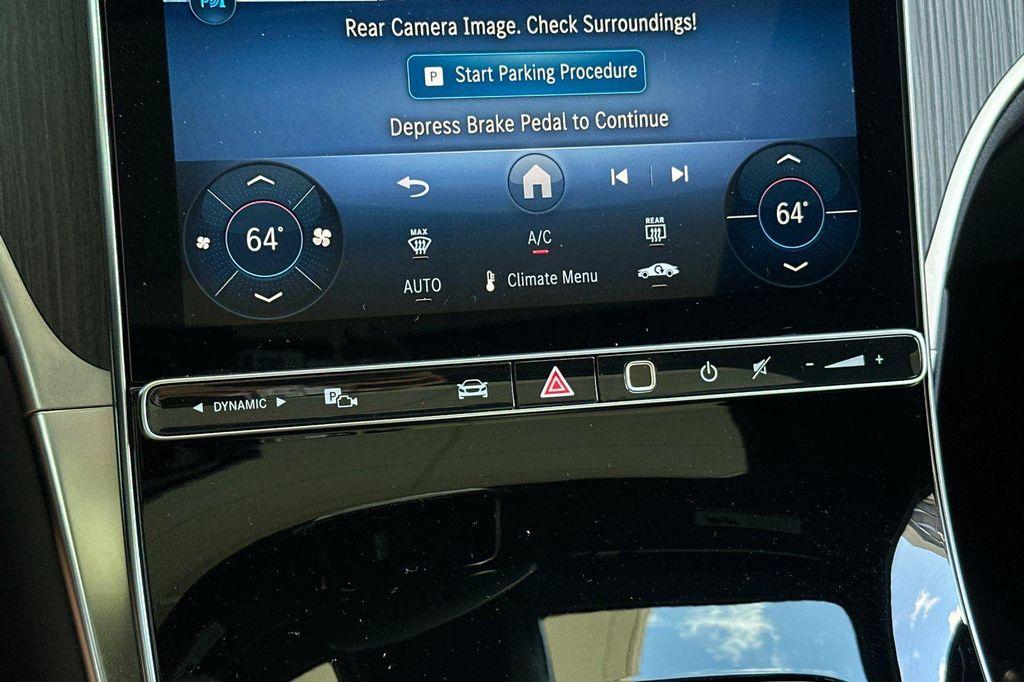 Rear Camera Image. Check Surroundings!
P Start Parking Procedure
Depress Brake Pedal to Continue
64°
MAX
A/C
REAR
64°
AUTO
Climate Menu
DYNAMIC
P
- +